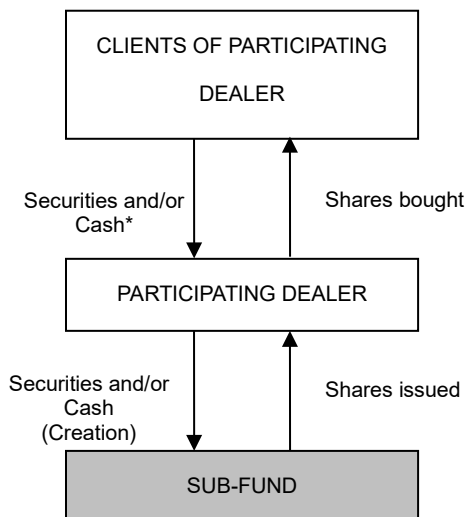 CLIENTS OF PARTICIPATING
DEALER
Securities and/or
Cash*
Shares bought
PARTICIPATING DEALER
Securities and/or
Cash
(Creation)
Shares issued
SUB-FUND